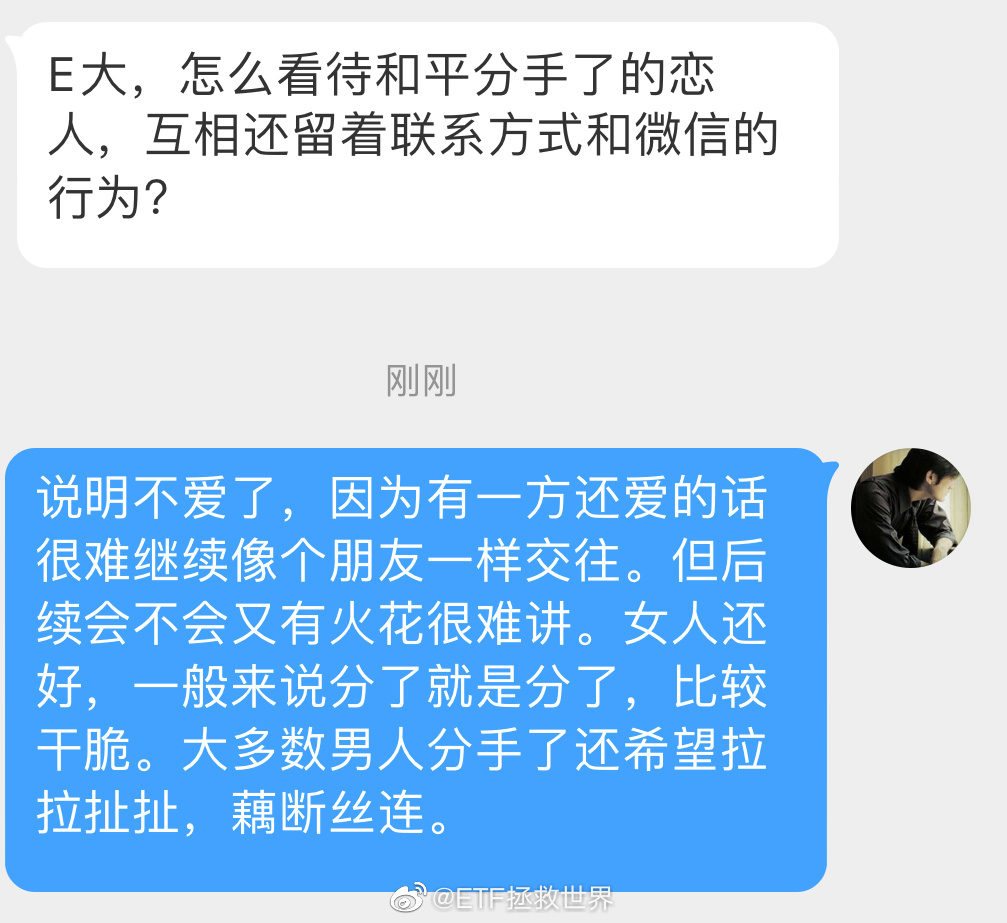 E大，怎么看待和平分手了的恋
人，互相还留着联系方式和微信的
行为？
刚刚
说明不爱了，因为有一方还爱的话
很难继续像个朋友一样交往。但后
续会不会又有火花很难讲。女人还
好，一般来说分了就是分了，比较
干脆。大多数男人分手了还希望拉
拉扯扯，藕断丝连。
@ETF拯救世界